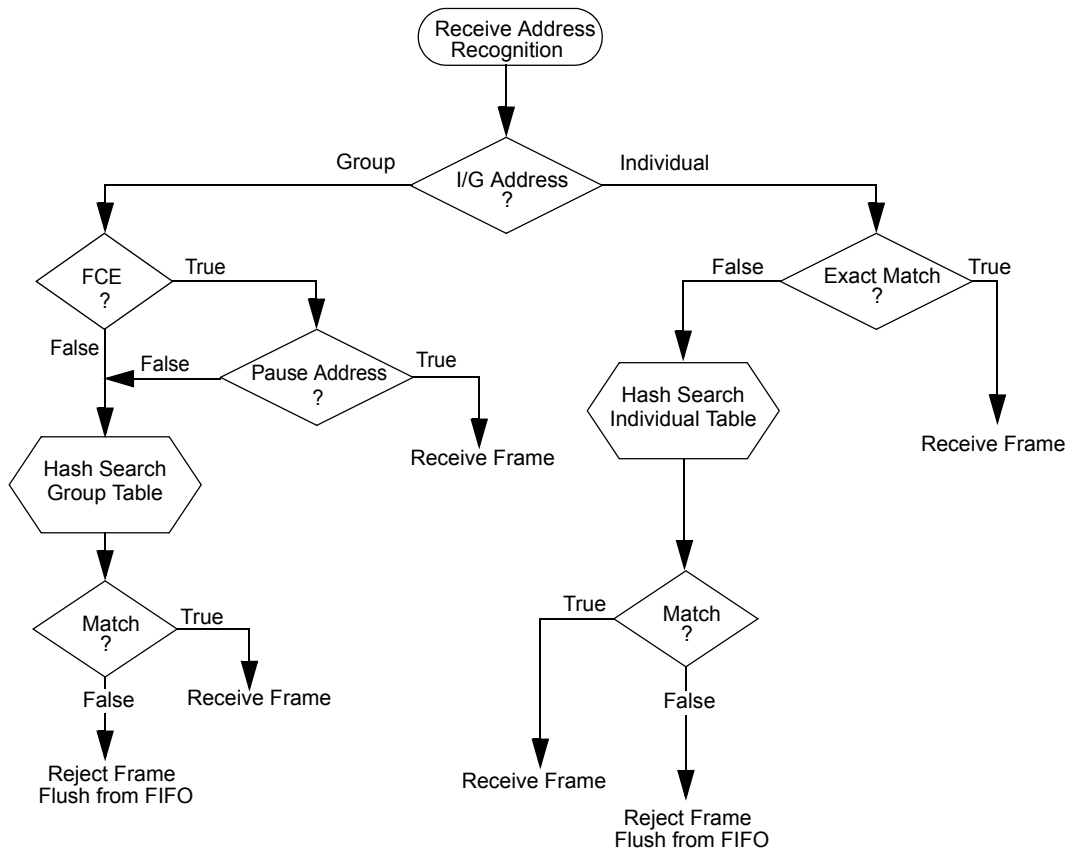 Receive Address
Recognition
Group
Individual
I/G Address
?
FCE
?
True
False
Exact Match
?
True
False
False
Pause Address
?
True
Hash Search
Individual Table
Receive Frame
Receive Frame
Hash Search
Group Table
True
Match
?
True
Match
?
False
Receive Frame
False
Reject Frame
Flush from FIFO
Receive Frame
Reject Frame
Flush from FIFO